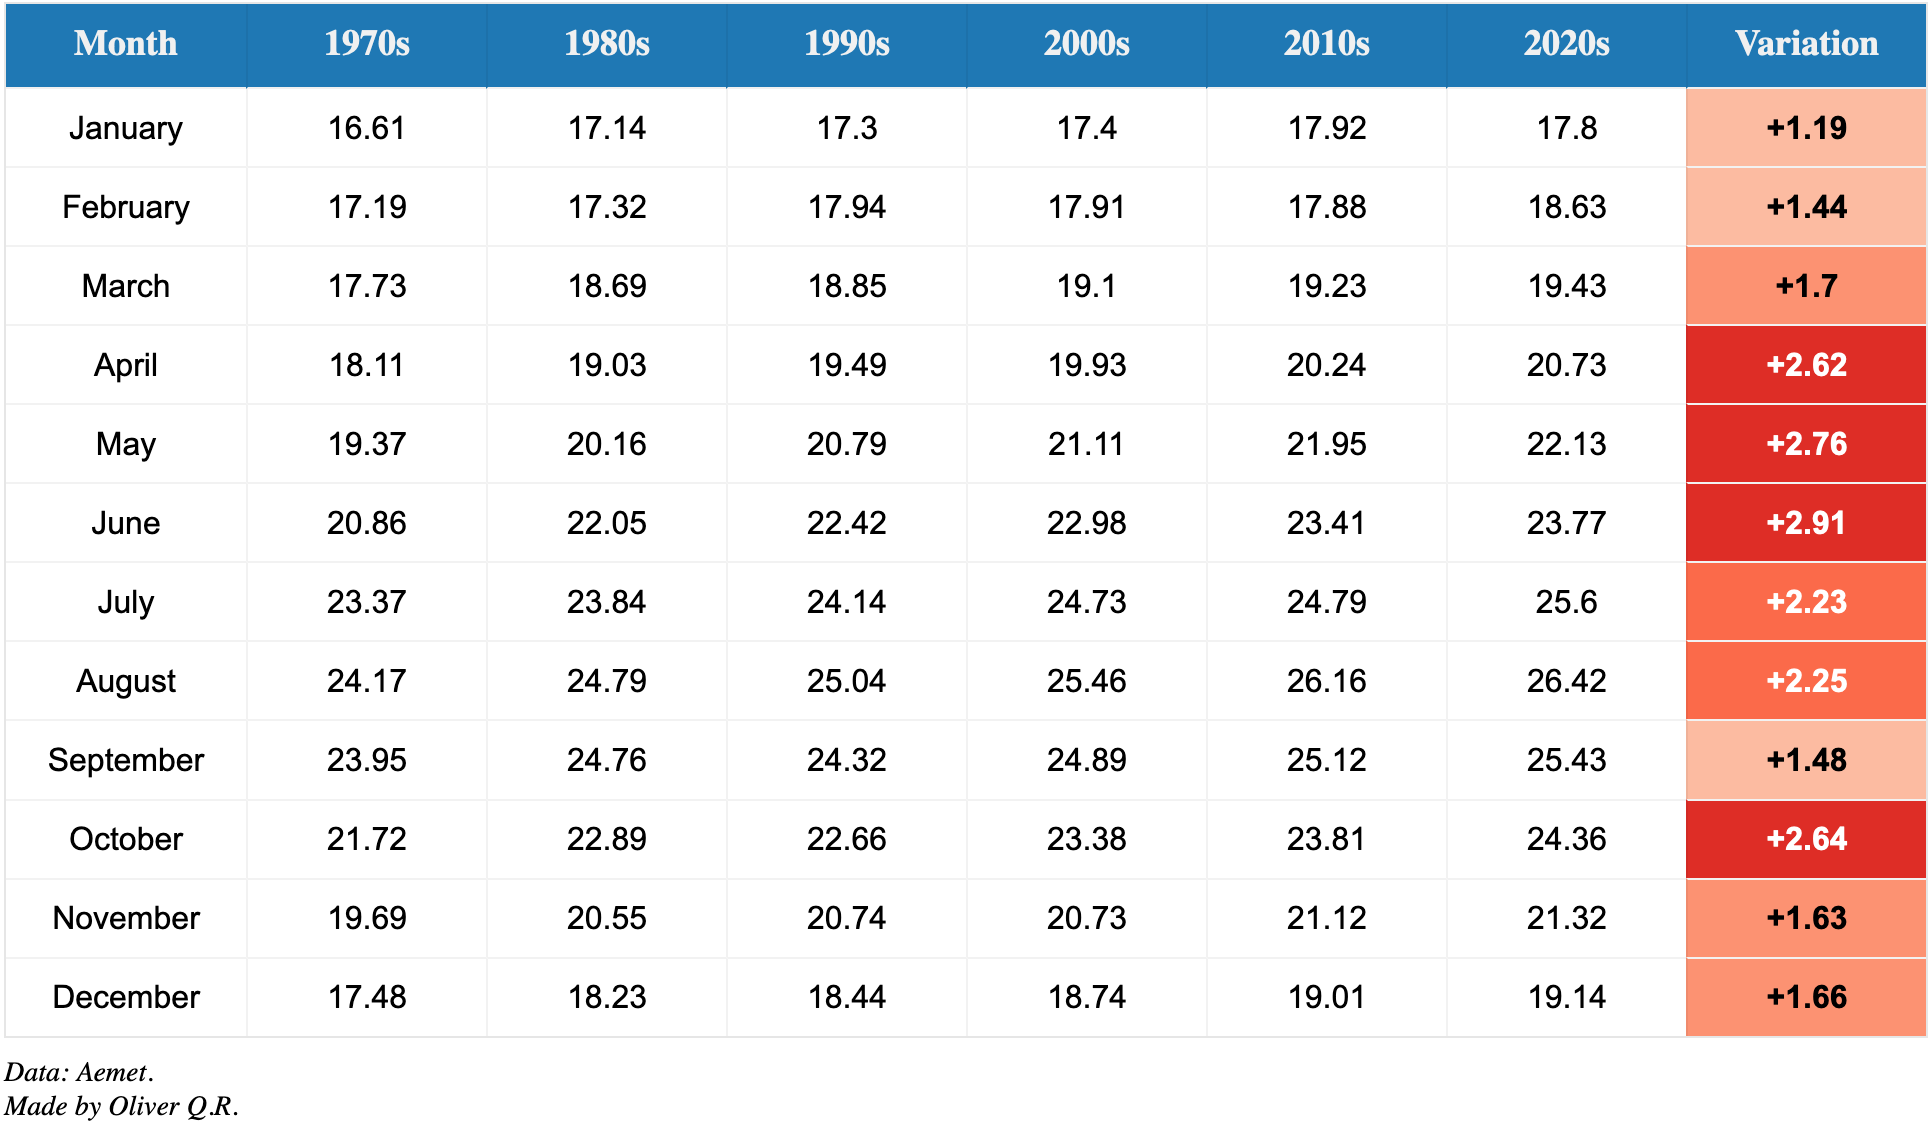 Month 1970s 1980s 1990s 2000s 2010s 2020s Variation
January 16.61 17.14 17.3 17.4 17.92 17.8 +1.19
February 17.19 17.32 17.94 17.91 17.88 18.63 +1.44
March 17.73 18.69 18.85 19.1 19.23 19.43 +1.7
April 18.11 19.03 19.49 19.93 20.24 20.73 +2.62
May 19.37 20.16 20.79 21.11 21.95 22.13 +2.76
June 20.86 22.05 22.42 22.98 23.41 23.77 +2.91
July 23.37 23.84 24.14 24.73 24.79 25.6 +2.23
August 24.17 24.79 25.04 25.46 26.16 26.42 +2.25
September 23.95 24.76 24.32 24.89 25.12 25.43 +1.48
October 21.72 22.89 22.66 23.38 23.81 24.36 +2.64
November 19.69 20.55 20.74 20.73 21.12 21.32 +1.63
December 17.48 18.23 18.44 18.74 19.01 19.14 +1.66
Data: Aemet.
Made by Oliver Q.R.